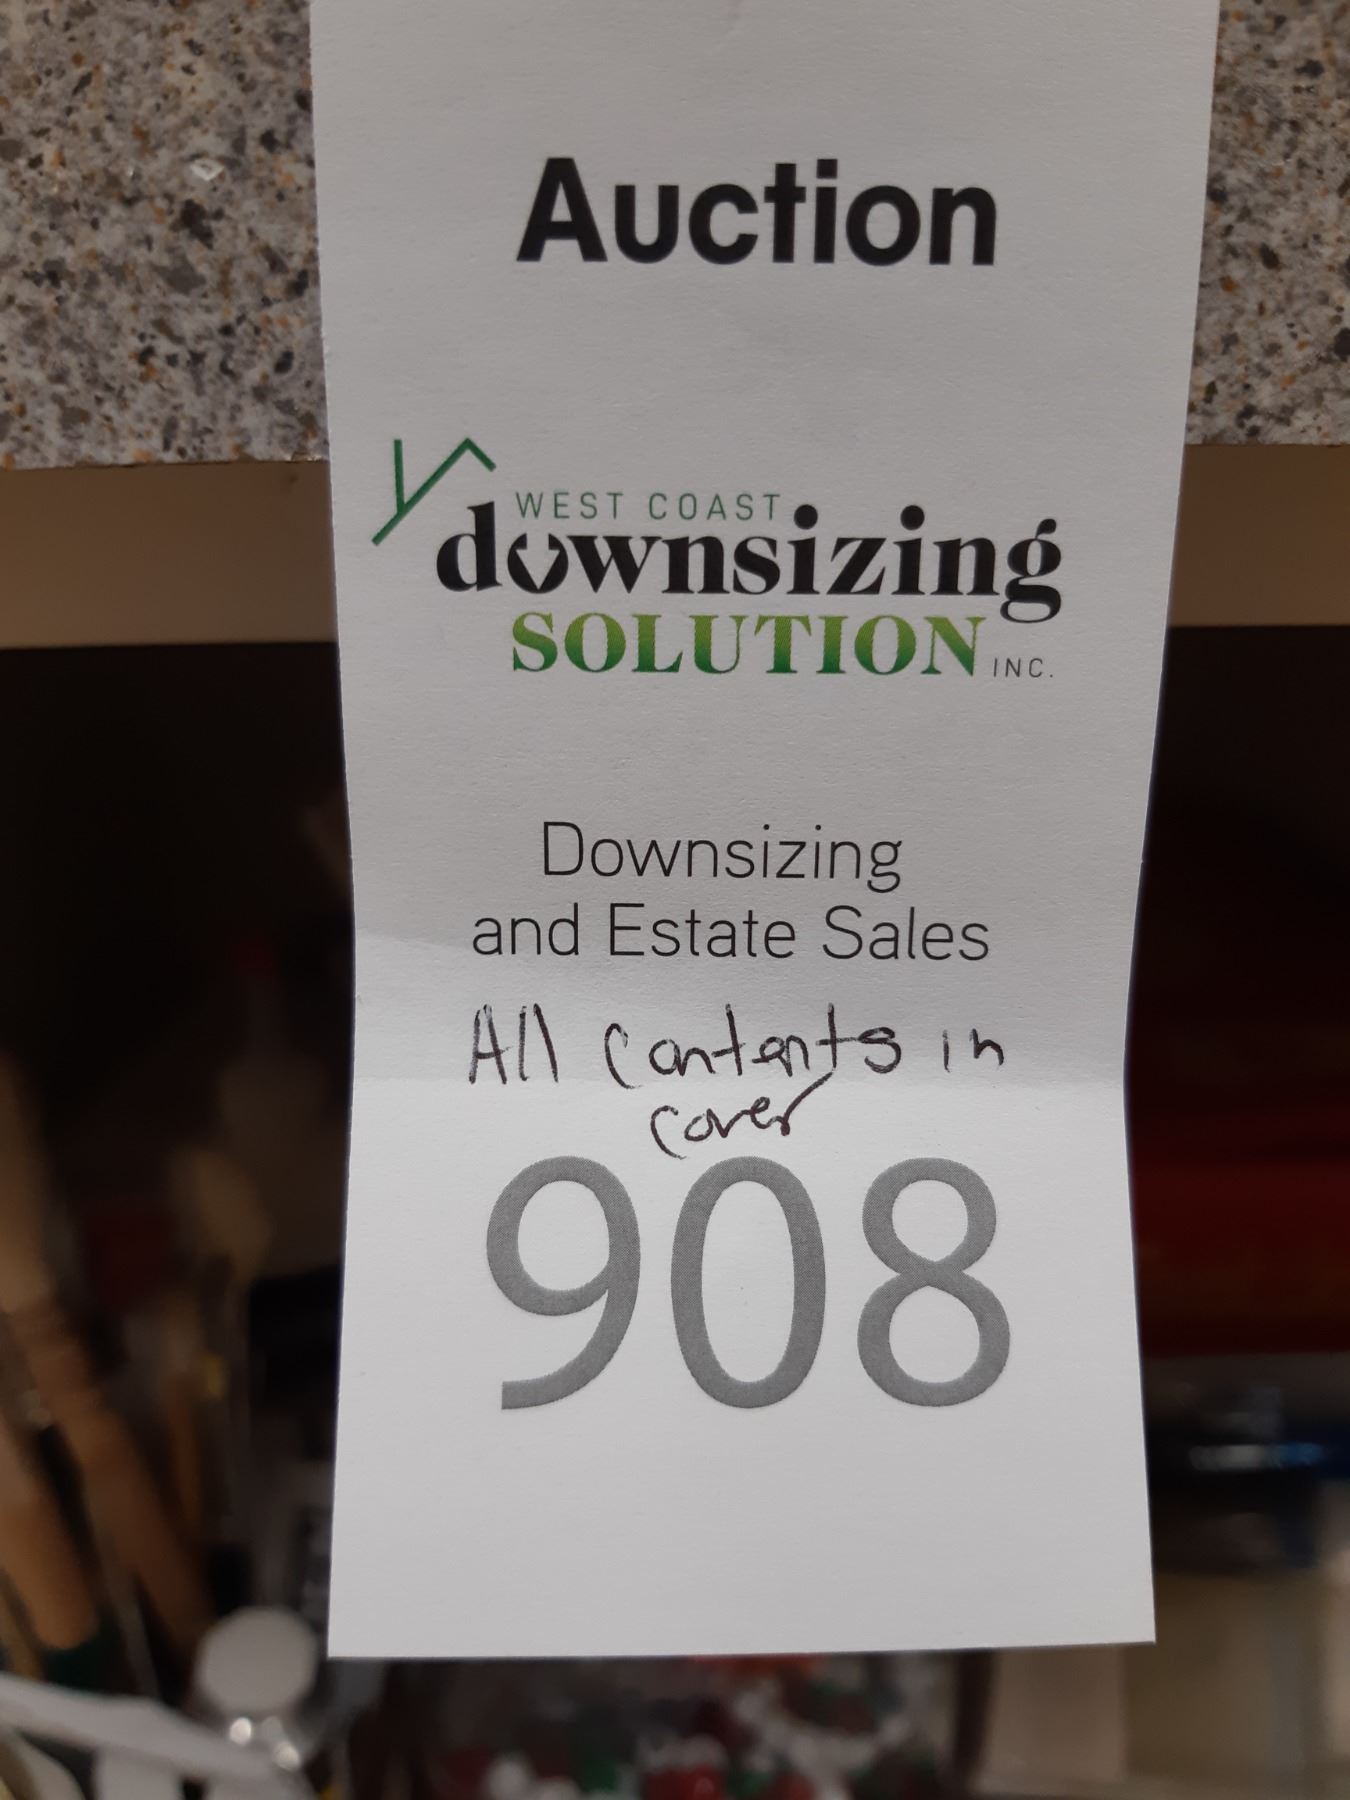 Auction
WEST COAST
downsizing
SOLUTION INC.
Downsizing
and Estate Sales
All contents in
cover
908